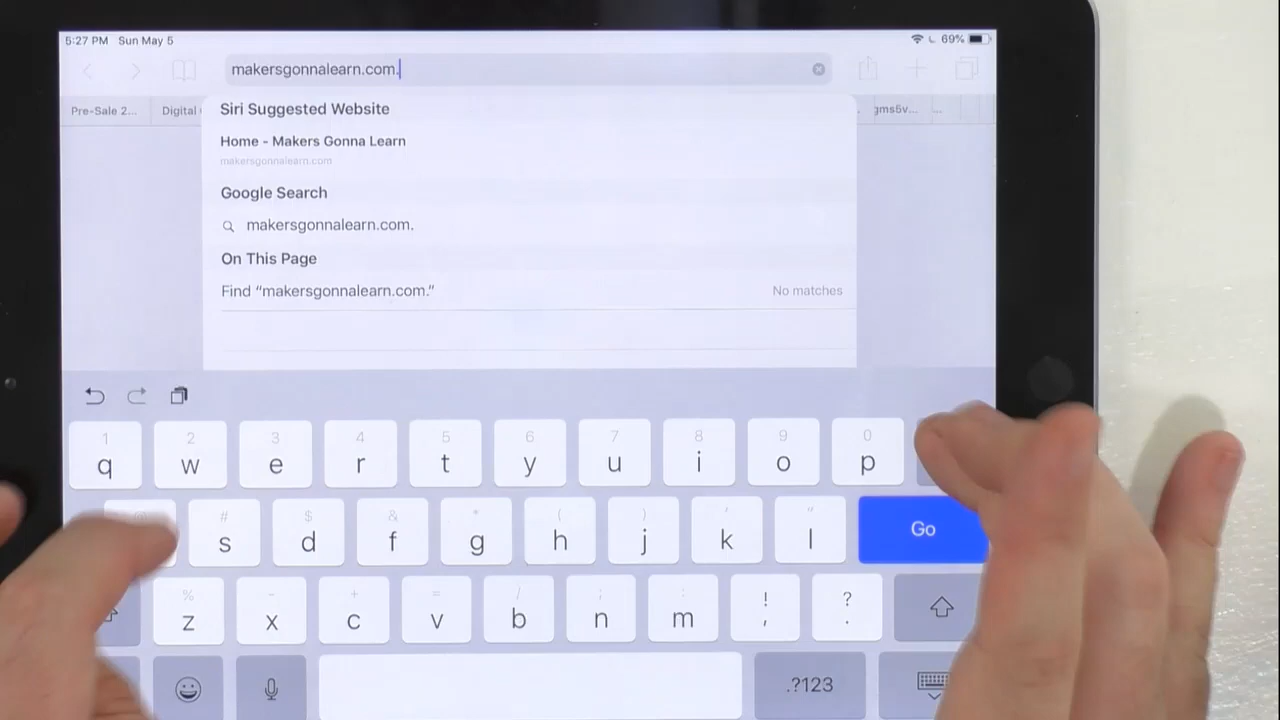 5:27 PM Sun May 5 69%
makersgonnalearn.com.
Pre-Sale 2... Digital gms6v... ...
Siri Suggested Website
Home - Makers Gonna Learn
makersgonnalearn.com
Google Search
makersgonnalearn.com.
On This Page
Find “makersgonnalearn.com.” No matches
1 2 3 4 5 6 7 8 9 0
q w e r t y u i o p
@ # $ & * ( ) ' "
s d f g h j k l Go
% - + = / ; : ! ?
z x c v b n m , .
.?123